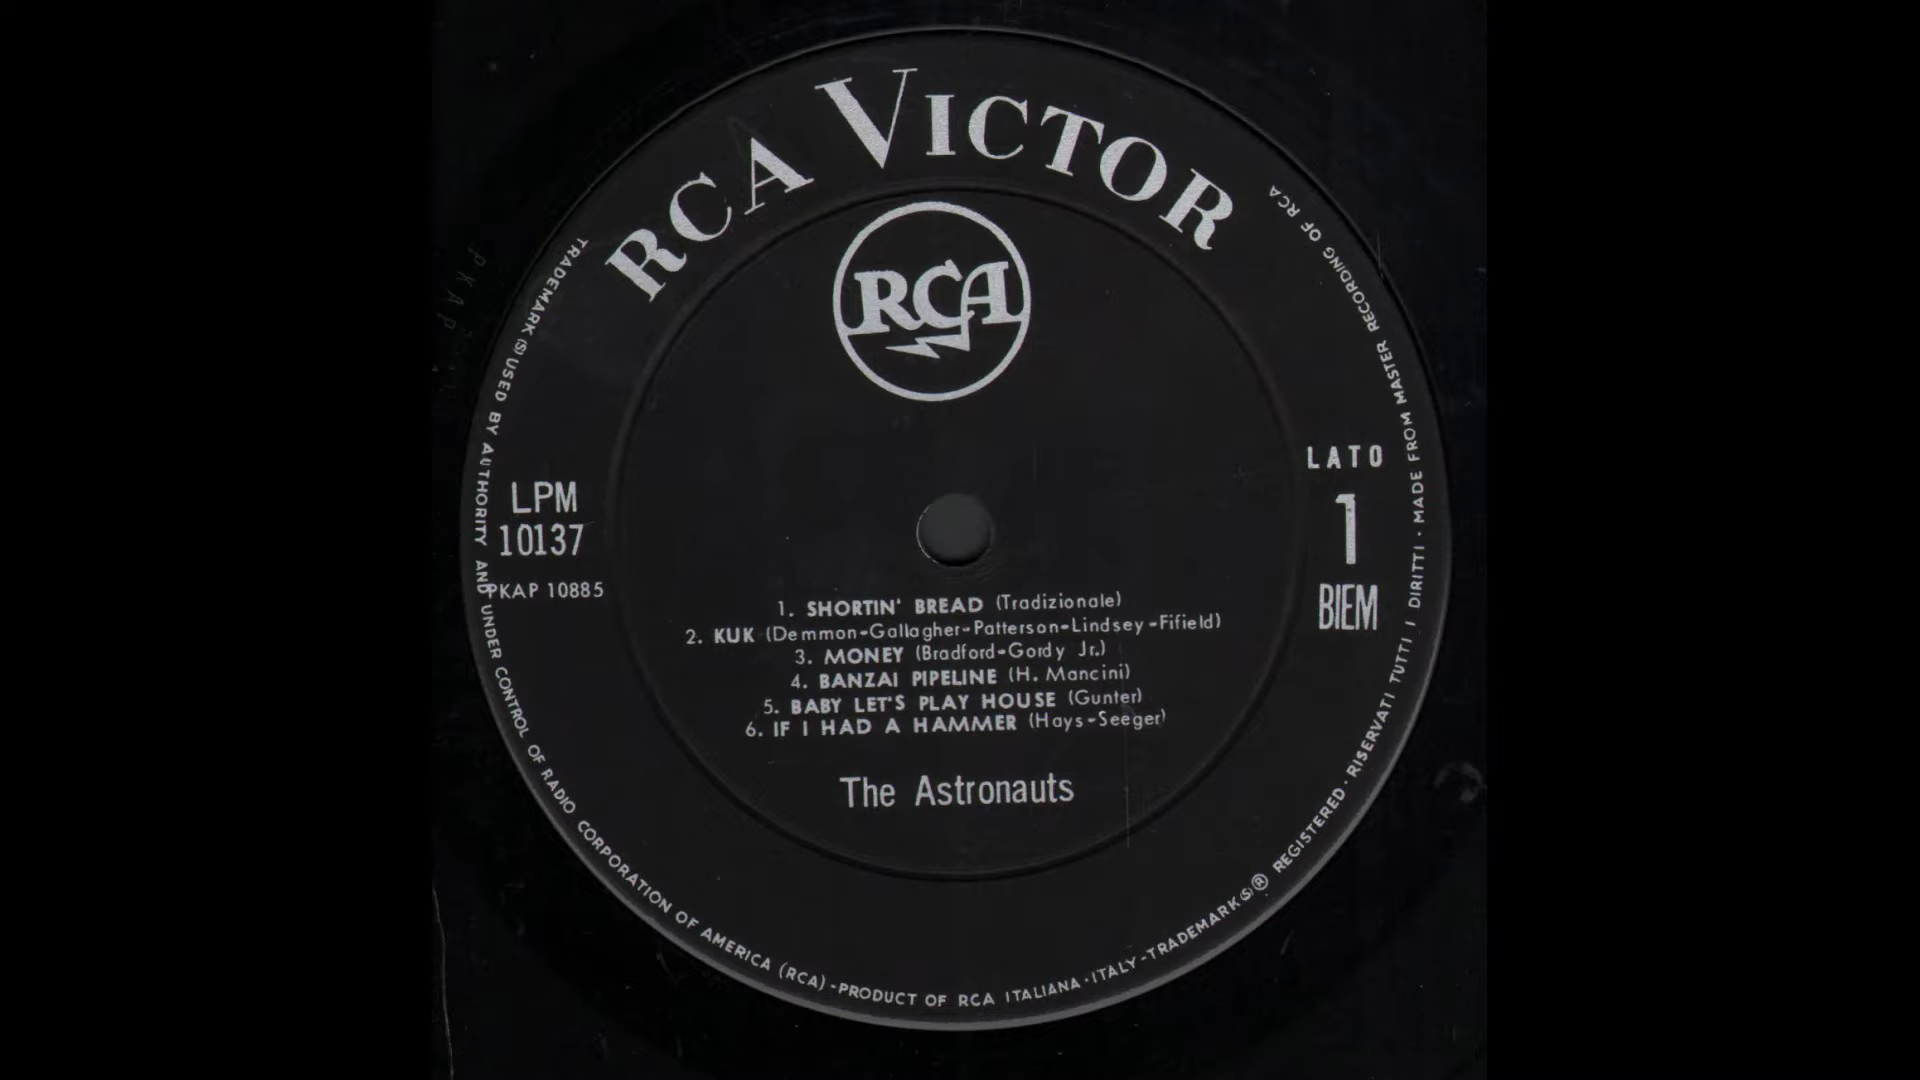 RCA VICTOR
RCA
TRADEMARK(S) USED BY AUTHORITY AND UNDER CONTROL OF RADIO CORPORATION OF AMERICA (RCA) - PRODUCT OF RCA ITALIANA - ITALY - TRADEMARK(S)® REGISTERED · RISERVATI TUTTI I DIRITTI · MADE FROM MASTER RECORDING OF RCA
LPM
10137
PKAP 10885
LATO
1
BIEM
1. SHORTIN' BREAD (Tradizionale)
2. KUK (Demmon-Gallagher-Patterson-Lindsey-Fifield)
3. MONEY (Bradford-Gordy Jr.)
4. BANZAI PIPELINE (H. Mancini)
5. BABY LET'S PLAY HOUSE (Gunter)
6. IF I HAD A HAMMER (Hays-Seeger)
The Astronauts